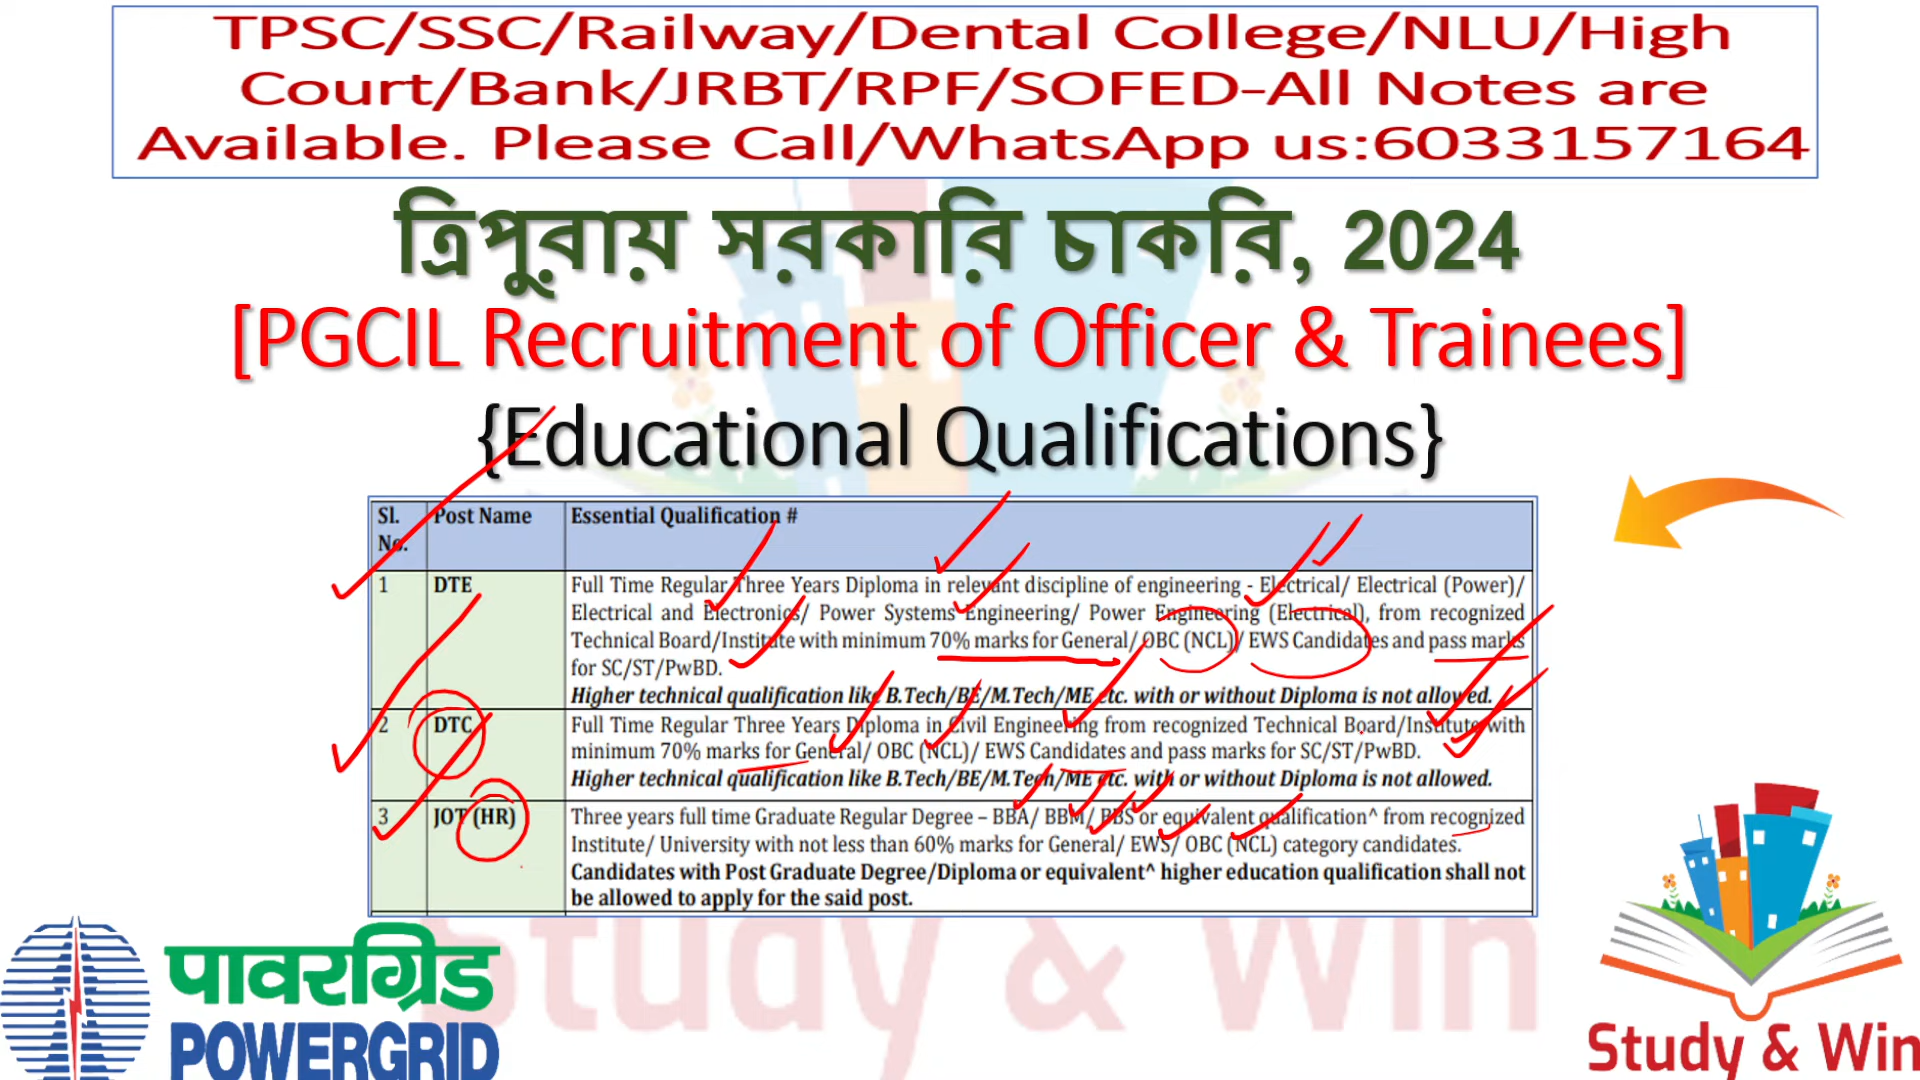 TPSC/SSC/Railway/Dental College/NLU/High
Court/Bank/JRBT/RPF/SOFED-All Notes are
Available. Please Call/WhatsApp us:6033157164
ত্রিপুরায় সরকারি চাকরি, 2024
[PGCIL Recruitment of Officer & Trainees]
{Educational Qualifications}
Sl. No. Post Name Essential Qualification #
1 DTE Full Time Regular Three Years Diploma in relevant discipline of engineering - Electrical/ Electrical (Power)/
Electrical and Electronics/ Power Systems Engineering/ Power Engineering (Electrical), from recognized
Technical Board/Institute with minimum 70% marks for General/ OBC (NCL)/ EWS Candidates and pass marks
for SC/ST/PwBD.
Higher technical qualification like B.Tech/BE/M.Tech/ME etc. with or without Diploma is not allowed.
2 DTC Full Time Regular Three Years Diploma in Civil Engineering from recognized Technical Board/Institute with
minimum 70% marks for General/ OBC (NCL)/ EWS Candidates and pass marks for SC/ST/PwBD.
Higher technical qualification like B.Tech/BE/M.Tech/ME etc. with or without Diploma is not allowed.
3 JOT (HR) Three years full time Graduate Regular Degree – BBA/ BBM/ BBS or equivalent qualification^ from recognized
Institute/ University with not less than 60% marks for General/ EWS/ OBC (NCL) category candidates.
Candidates with Post Graduate Degree/Diploma or equivalent^ higher education qualification shall not
be allowed to apply for the said post.
Study & Win
पावरग्रिड
POWERGRID
Study & Win